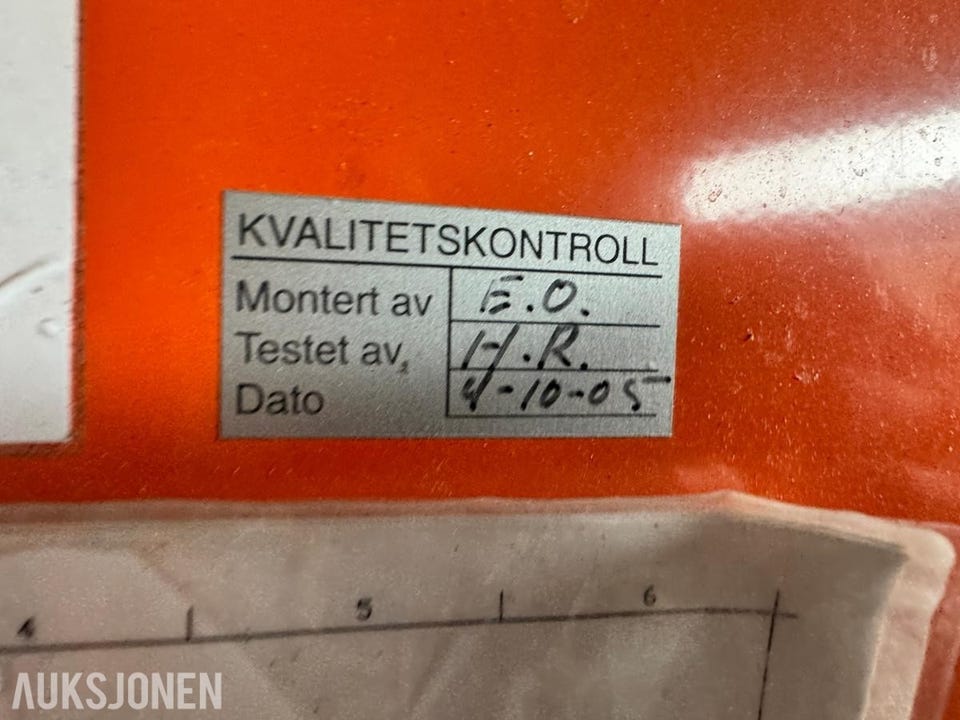 KVALITETSKONTROLL
Montert av E.O.
Testet av, H.R.
Dato 4-10-05
4 5 6
AUKSJONEN